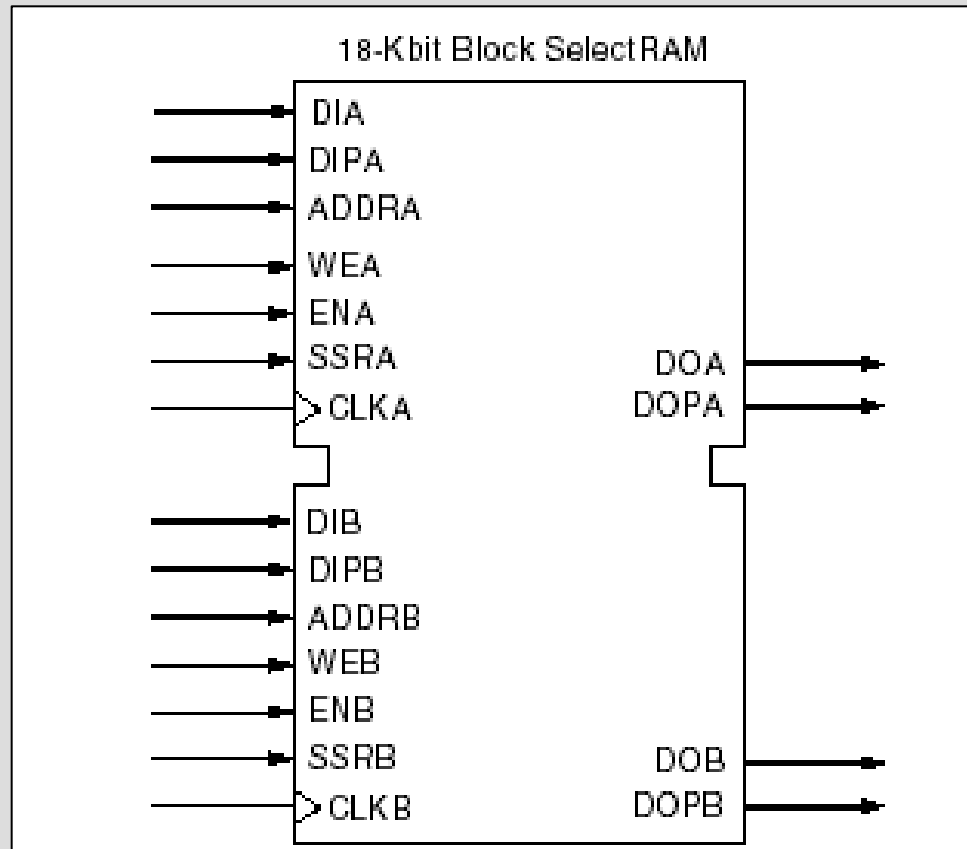 18-Kbit Block SelectRAM
DIA
DIPA
ADDRA
WEA
ENA
SSRA
CLKA
DOA
DOPA
DIB
DIPB
ADDRB
WEB
ENB
SSRB
CLKB
DOB
DOPB